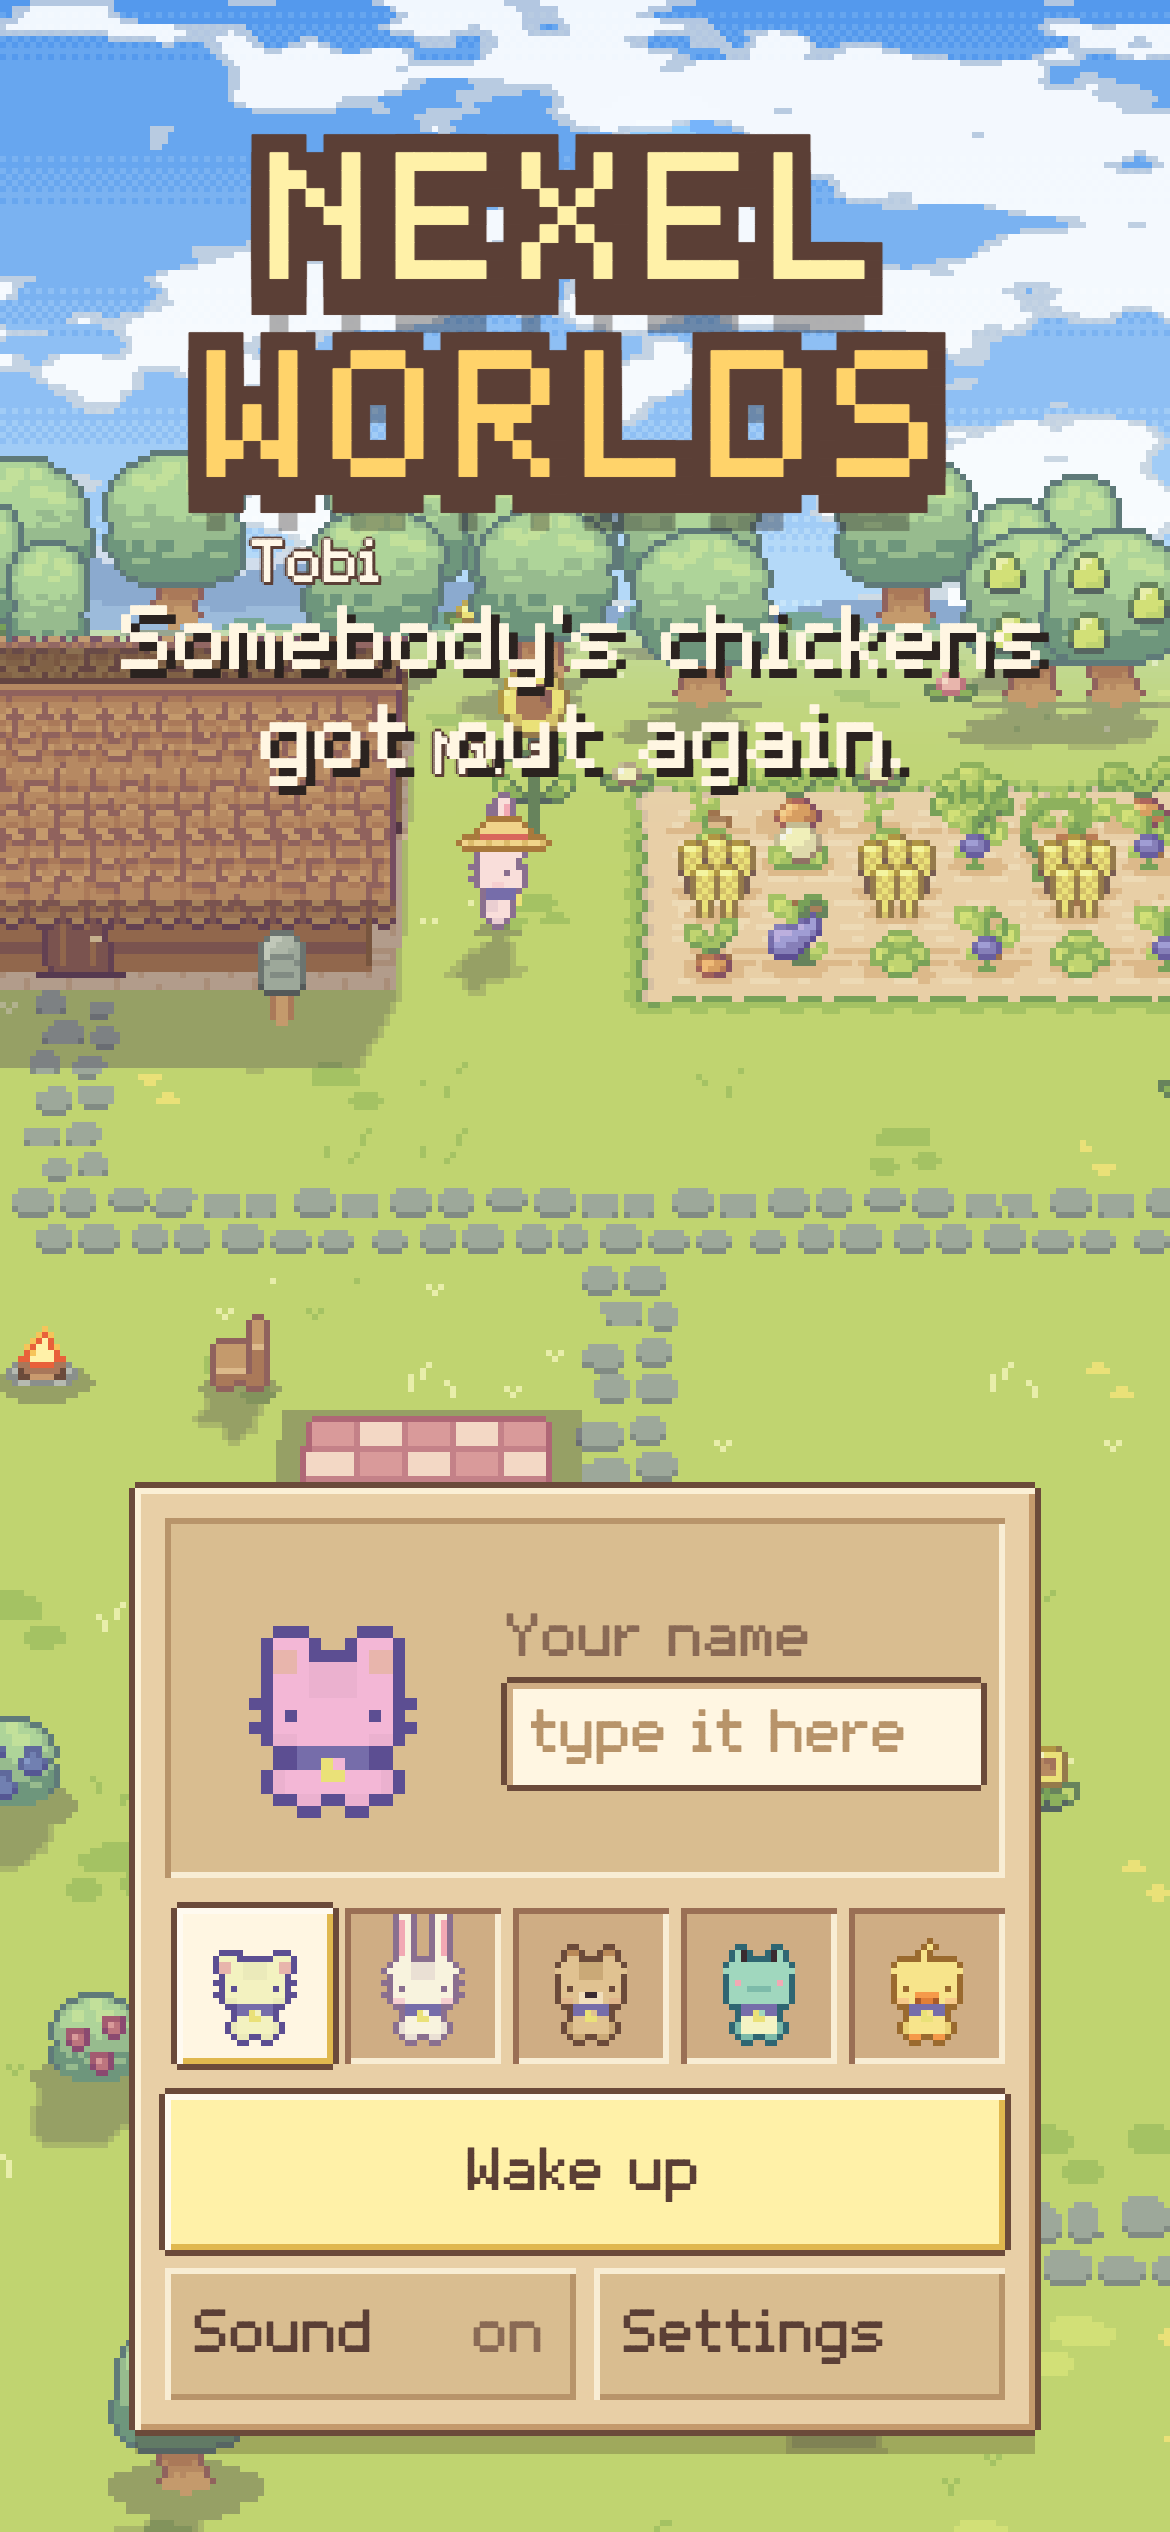 NEXEL
WORLDS
Tobi
Somebody's chickens
got out again.
Your name
type it here
Wake up
Sound on
Settings